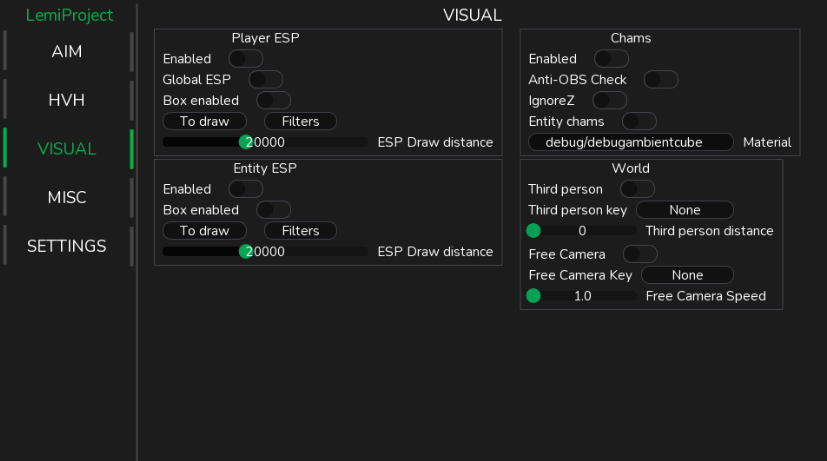 LemiProject
AIM
HVH
VISUAL
MISC
SETTINGS
VISUAL
Player ESP
Enabled
Global ESP
Box enabled
To draw Filters
20000 ESP Draw distance
Entity ESP
Enabled
Box enabled
To draw Filters
20000 ESP Draw distance
Chams
Enabled
Anti-OBS Check
IgnoreZ
Entity chams
debug/debugambientcube Material
World
Third person
Third person key None
0 Third person distance
Free Camera
Free Camera Key None
1.0 Free Camera Speed